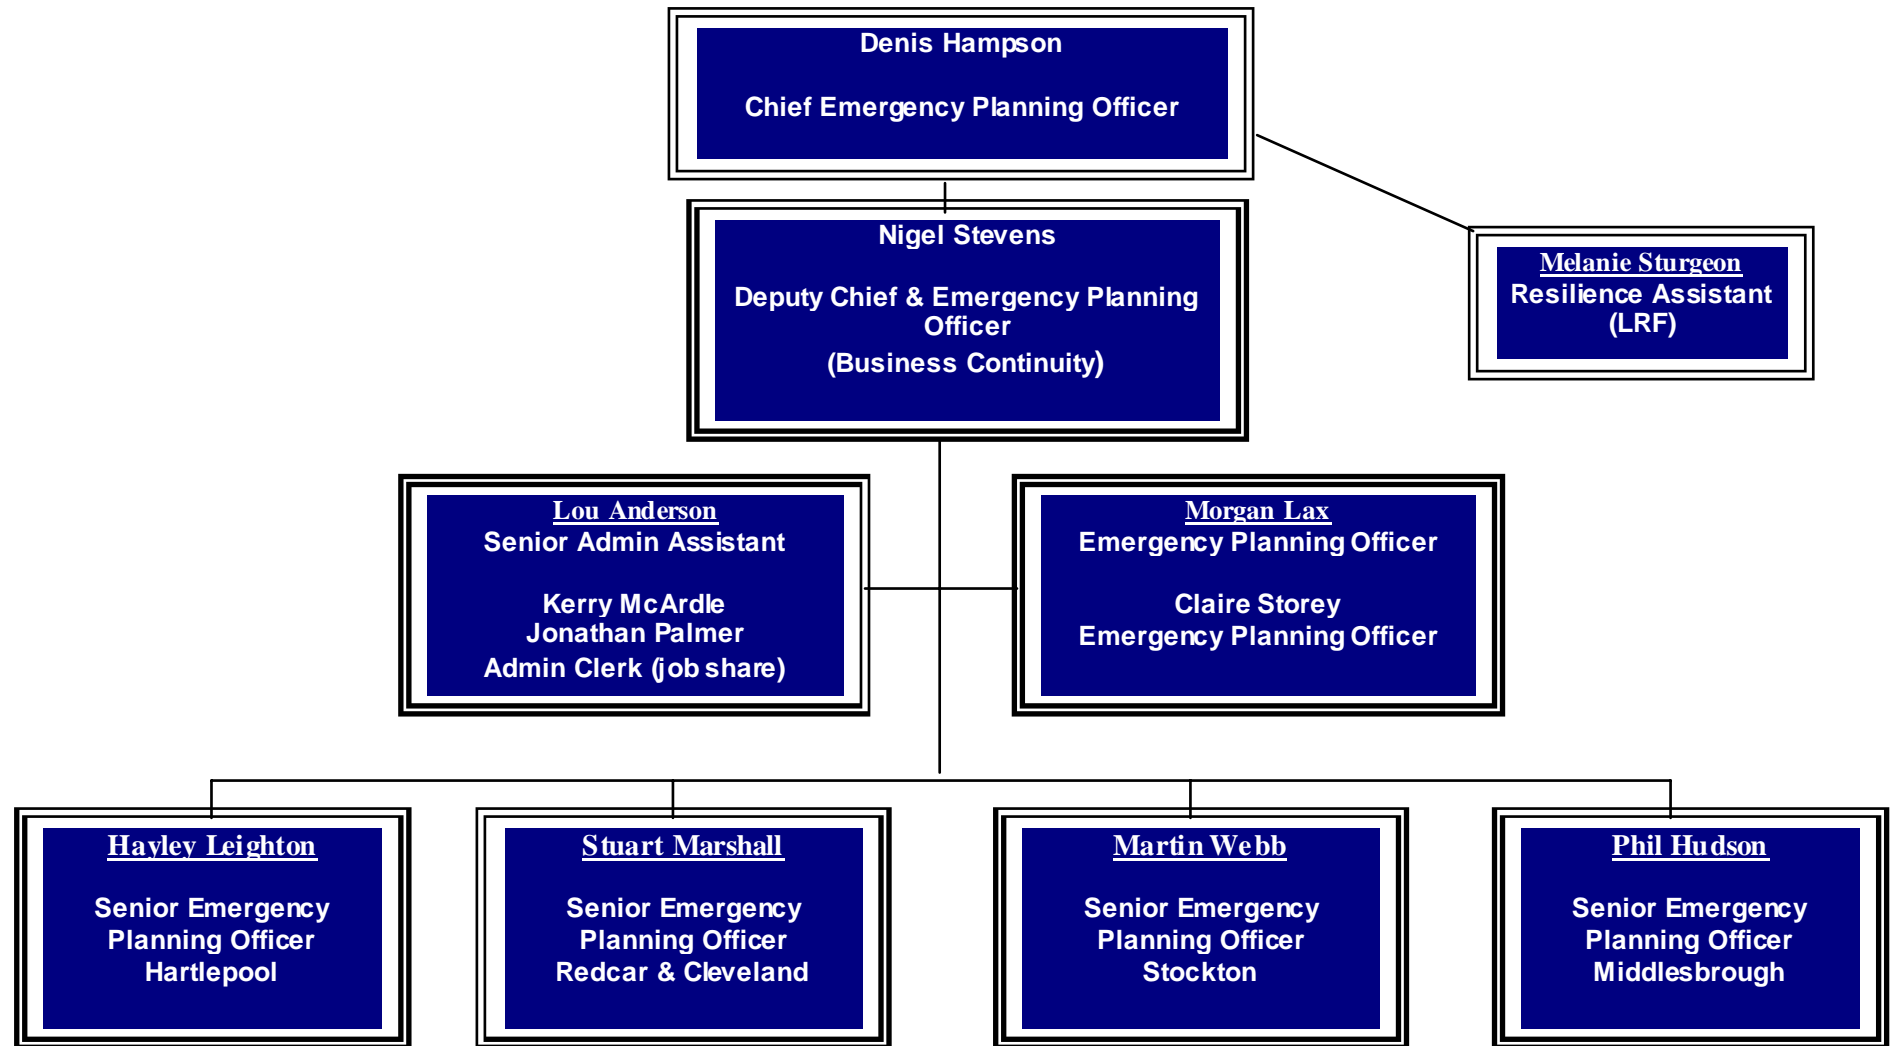 Denis Hampson
Chief Emergency Planning Officer
Nigel Stevens
Deputy Chief & Emergency Planning
Officer
(Business Continuity)
Melanie Sturgeon
Resilience Assistant
(LRF)
Lou Anderson
Senior Admin Assistant
Kerry McArdle
Jonathan Palmer
Admin Clerk (job share)
Morgan Lax
Emergency Planning Officer
Claire Storey
Emergency Planning Officer
Hayley Leighton
Senior Emergency
Planning Officer
Hartlepool
Stuart Marshall
Senior Emergency
Planning Officer
Redcar & Cleveland
Martin Webb
Senior Emergency
Planning Officer
Stockton
Phil Hudson
Senior Emergency
Planning Officer
Middlesbrough